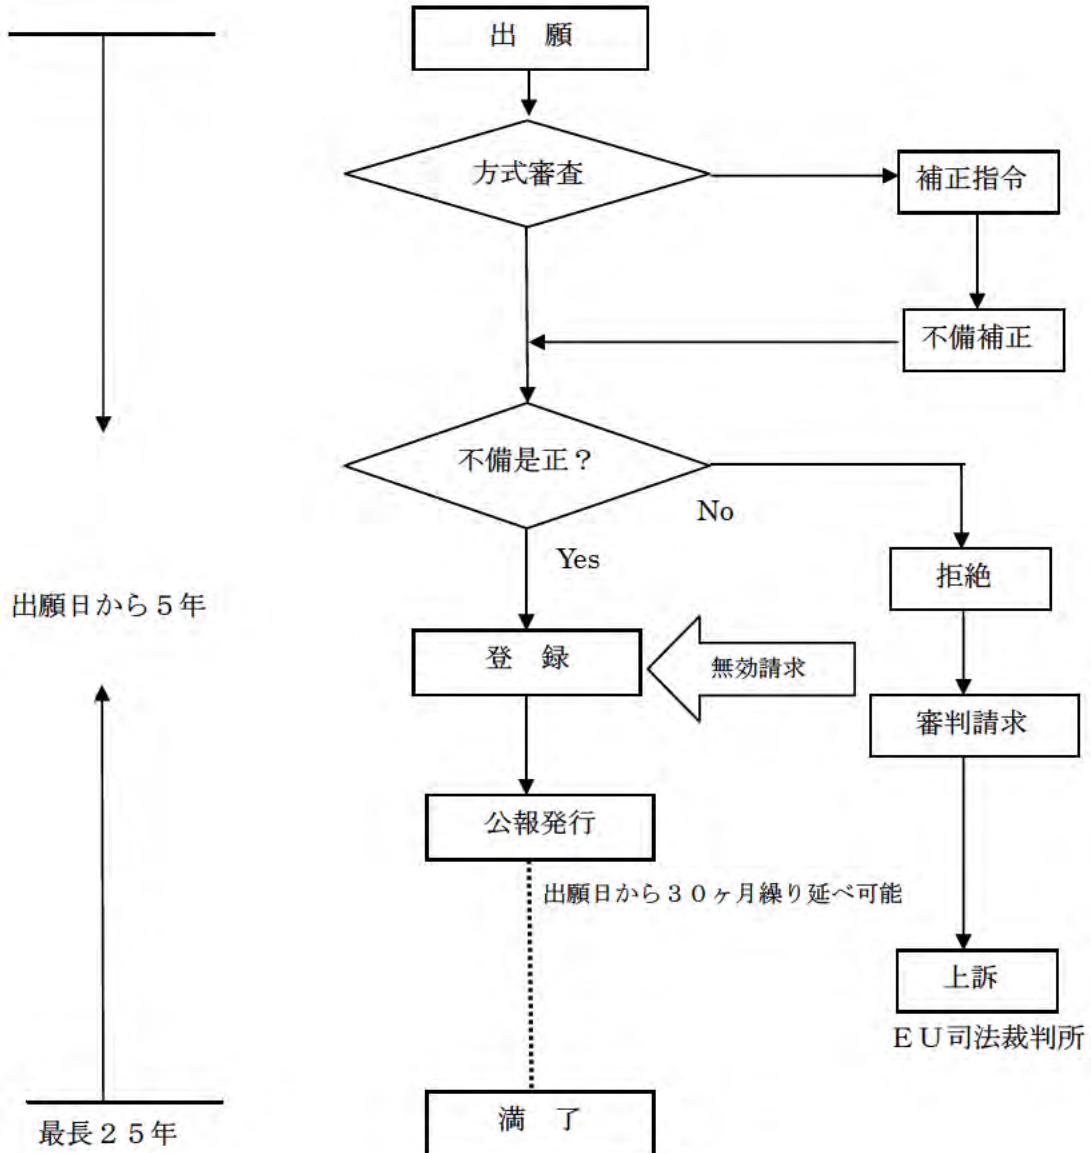 出　願
方式審査
補正指令
不備補正
不備是正？
No
Yes
拒絶
出願日から５年
登　録
無効請求
審判請求
公報発行
出願日から３０ヶ月繰り延べ可能
上訴
ＥＵ司法裁判所
満　了
最長２５年